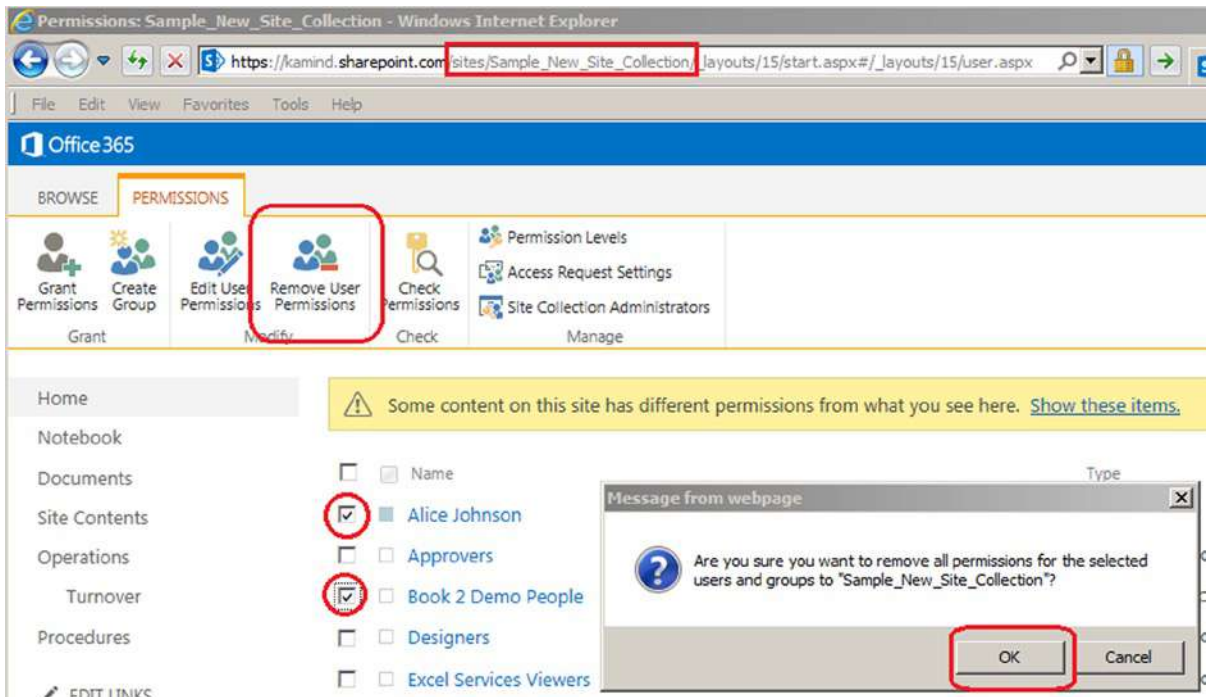 Permissions: Sample_New_Site_Collection - Windows Internet Explorer
https://kamind.sharepoint.com/sites/Sample_New_Site_Collection/_layouts/15/start.aspx#/_layouts/15/user.aspx
File Edit View Favorites Tools Help
Office 365
BROWSE PERMISSIONS
Grant Permissions
Create Group
Edit User Permissions
Remove User Permissions
Check Permissions
Permission Levels
Access Request Settings
Site Collection Administrators
Grant Modify Check Manage
Home
Notebook
Documents
Site Contents
Operations
Turnover
Procedures
EDIT LINKS
Some content on this site has different permissions from what you see here. Show these items.
Name Type
Alice Johnson
Approvers
Book 2 Demo People
Designers
Excel Services Viewers
Message from webpage
Are you sure you want to remove all permissions for the selected
users and groups to "Sample_New_Site_Collection"?
OK Cancel